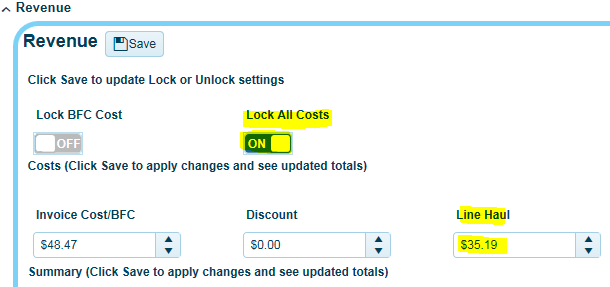 Revenue
Revenue Save
Click Save to update Lock or Unlock settings
Lock BFC Cost Lock All Costs
OFF ON
Costs (Click Save to apply changes and see updated totals)
Invoice Cost/BFC Discount Line Haul
$48.47 $0.00 $35.19
Summary (Click Save to apply changes and see updated totals)